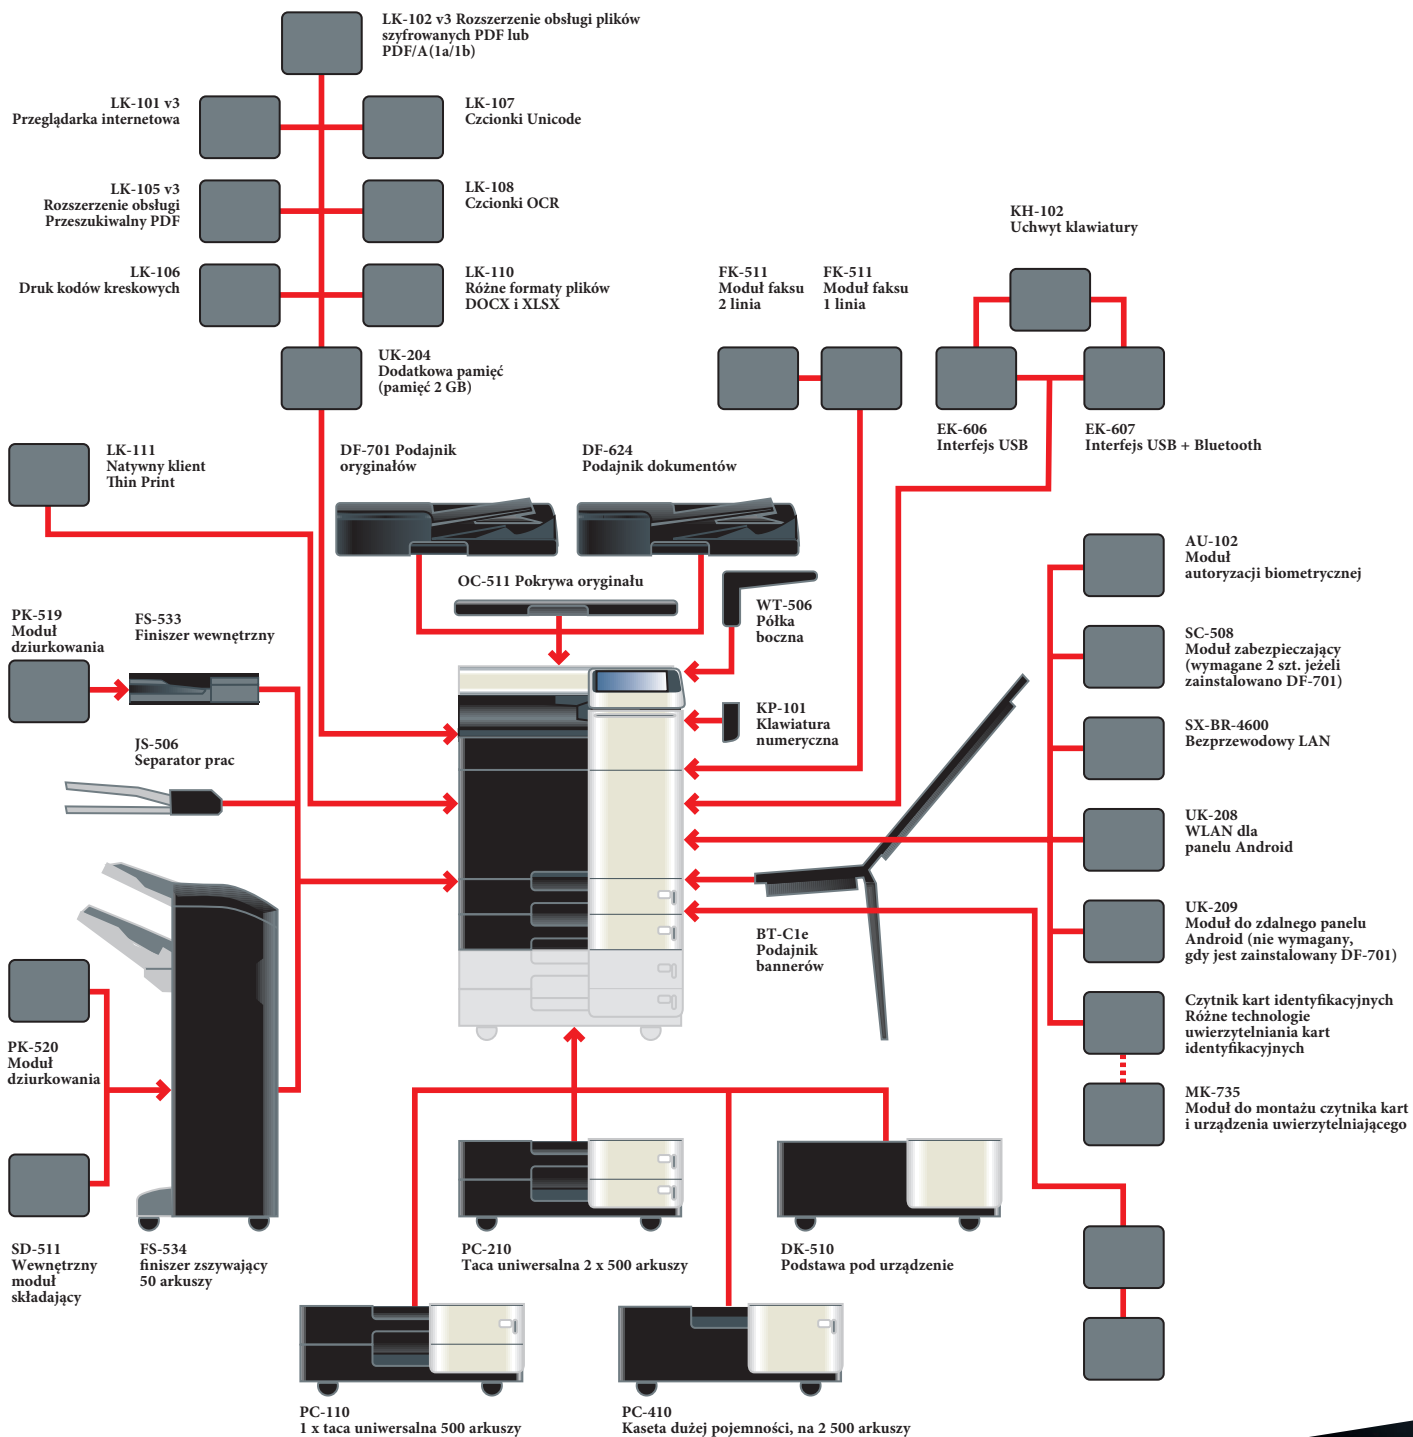 LK-102 v3 Rozszerzenie obsługi plików
szyfrowanych PDF lub
PDF/A(1a/1b)
LK-101 v3
Przeglądarka internetowa
LK-107
Czcionki Unicode
LK-105 v3
Rozszerzenie obsługi
Przeszukiwalny PDF
LK-108
Czcionki OCR
LK-106
Druk kodów kreskowych
LK-110
Różne formaty plików
DOCX i XLSX
UK-204
Dodatkowa pamięć
(pamięć 2 GB)
KH-102
Uchwyt klawiatury
FK-511
Moduł faksu
2 linia
FK-511
Moduł faksu
1 linia
EK-606
Interfejs USB
EK-607
Interfejs USB + Bluetooth
LK-111
Natywny klient
Thin Print
DF-701 Podajnik
oryginałów
DF-624
Podajnik dokumentów
OC-511 Pokrywa oryginału
WT-506
Półka
boczna
AU-102
Moduł
autoryzacji biometrycznej
PK-519
Moduł
dziurkowania
FS-533
Finiszer wewnętrzny
SC-508
Moduł zabezpieczający
(wymagane 2 szt. jeżeli
zainstalowano DF-701)
KP-101
Klawiatura
numeryczna
JS-506
Separator prac
SX-BR-4600
Bezprzewodowy LAN
UK-208
WLAN dla
panelu Android
BT-C1e
Podajnik
bannerów
UK-209
Moduł do zdalnego panelu
Android (nie wymagany,
gdy jest zainstalowany DF-701)
Czytnik kart identyfikacyjnych
Różne technologie
uwierzytelniania kart
identyfikacyjnych
PK-520
Moduł
dziurkowania
MK-735
Moduł do montażu czytnika kart
i urządzenia uwierzytelniającego
SD-511
Wewnętrzny
moduł
składający
FS-534
finiszer zszywający
50 arkuszy
PC-210
Taca uniwersalna 2 x 500 arkuszy
DK-510
Podstawa pod urządzenie
PC-110
1 x taca uniwersalna 500 arkuszy
PC-410
Kaseta dużej pojemności, na 2 500 arkuszy